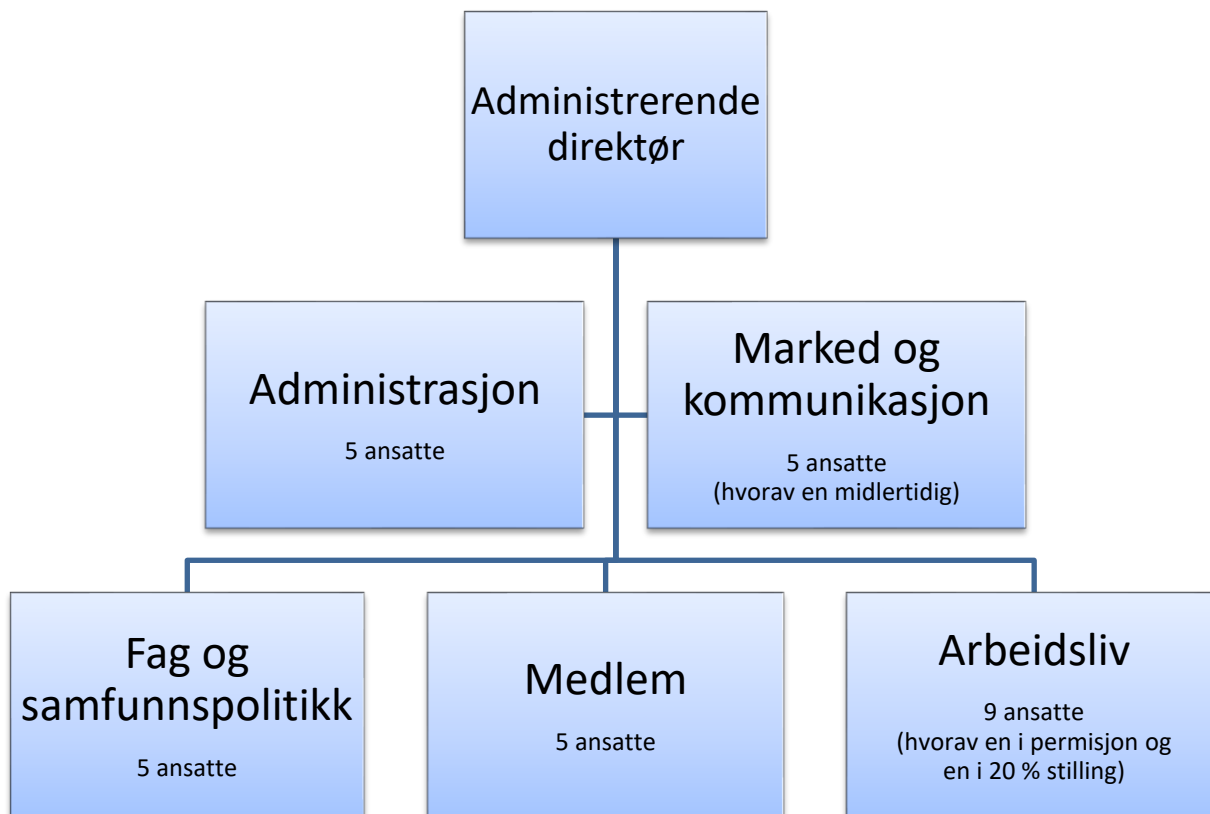 Administrerende
direktør
Administrasjon
5 ansatte
Marked og
kommunikasjon
5 ansatte
(hvorav en midlertidig)
Fag og
samfunnspolitikk
5 ansatte
Medlem
5 ansatte
Arbeidsliv
9 ansatte
(hvorav en i permisjon og
en i 20 % stilling)